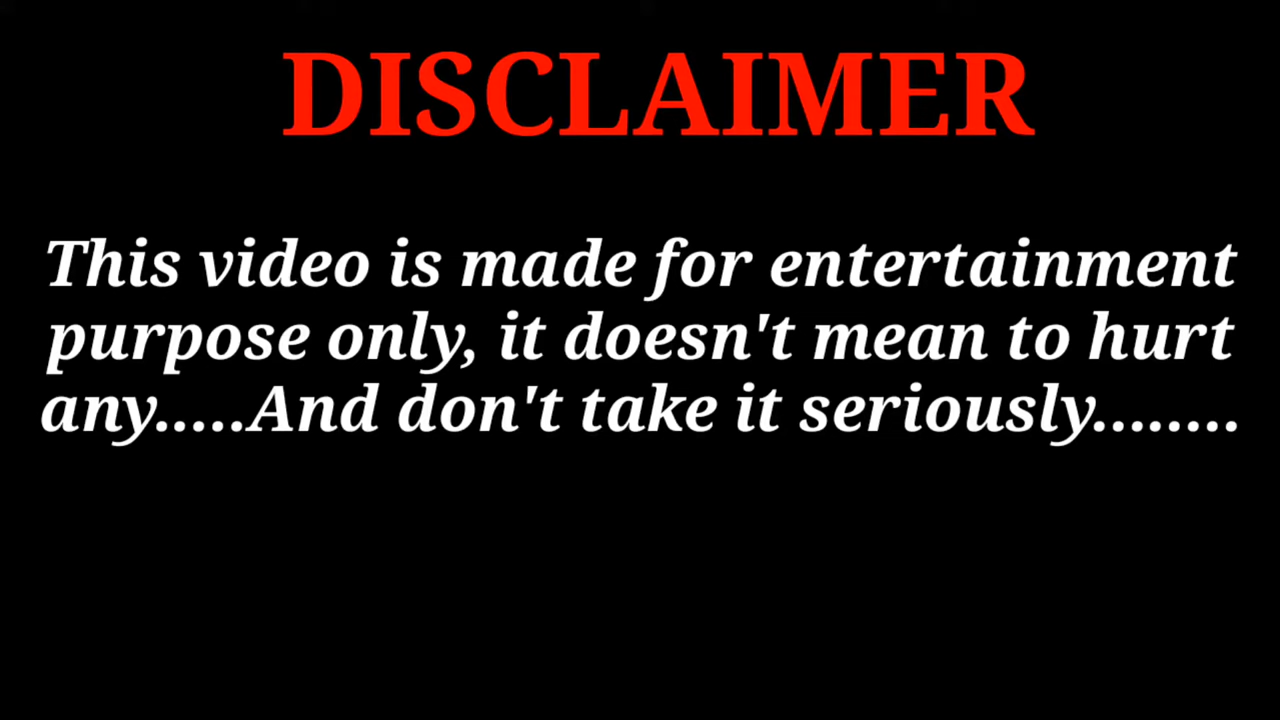 DISCLAIMER
This video is made for entertainment
purpose only, it doesn't mean to hurt
any.....And don't take it seriously........